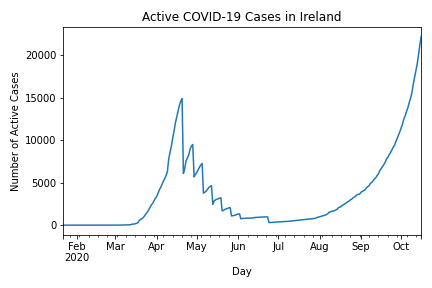 Active COVID-19 Cases in Ireland
Number of Active Cases
20000
15000
10000
5000
0
Feb Mar Apr May Jun Jul Aug Sep Oct
2020
Day